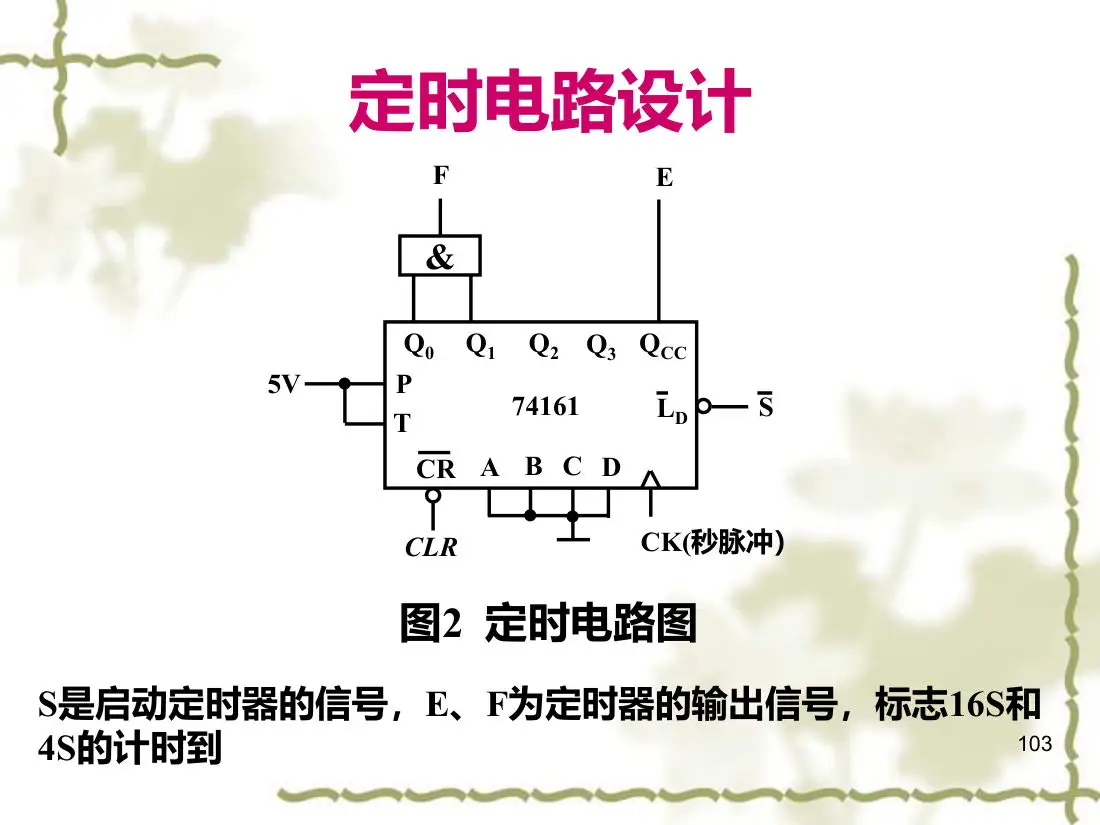 定时电路设计
F
E
&
Q0 Q1 Q2 Q3 QCC
5V
P
T
74161
L̅D
S̅
C̅R̅ A B C D
CLR
CK(秒脉冲）
图2 定时电路图
S是启动定时器的信号，E、F为定时器的输出信号，标志16S和
4S的计时到
103